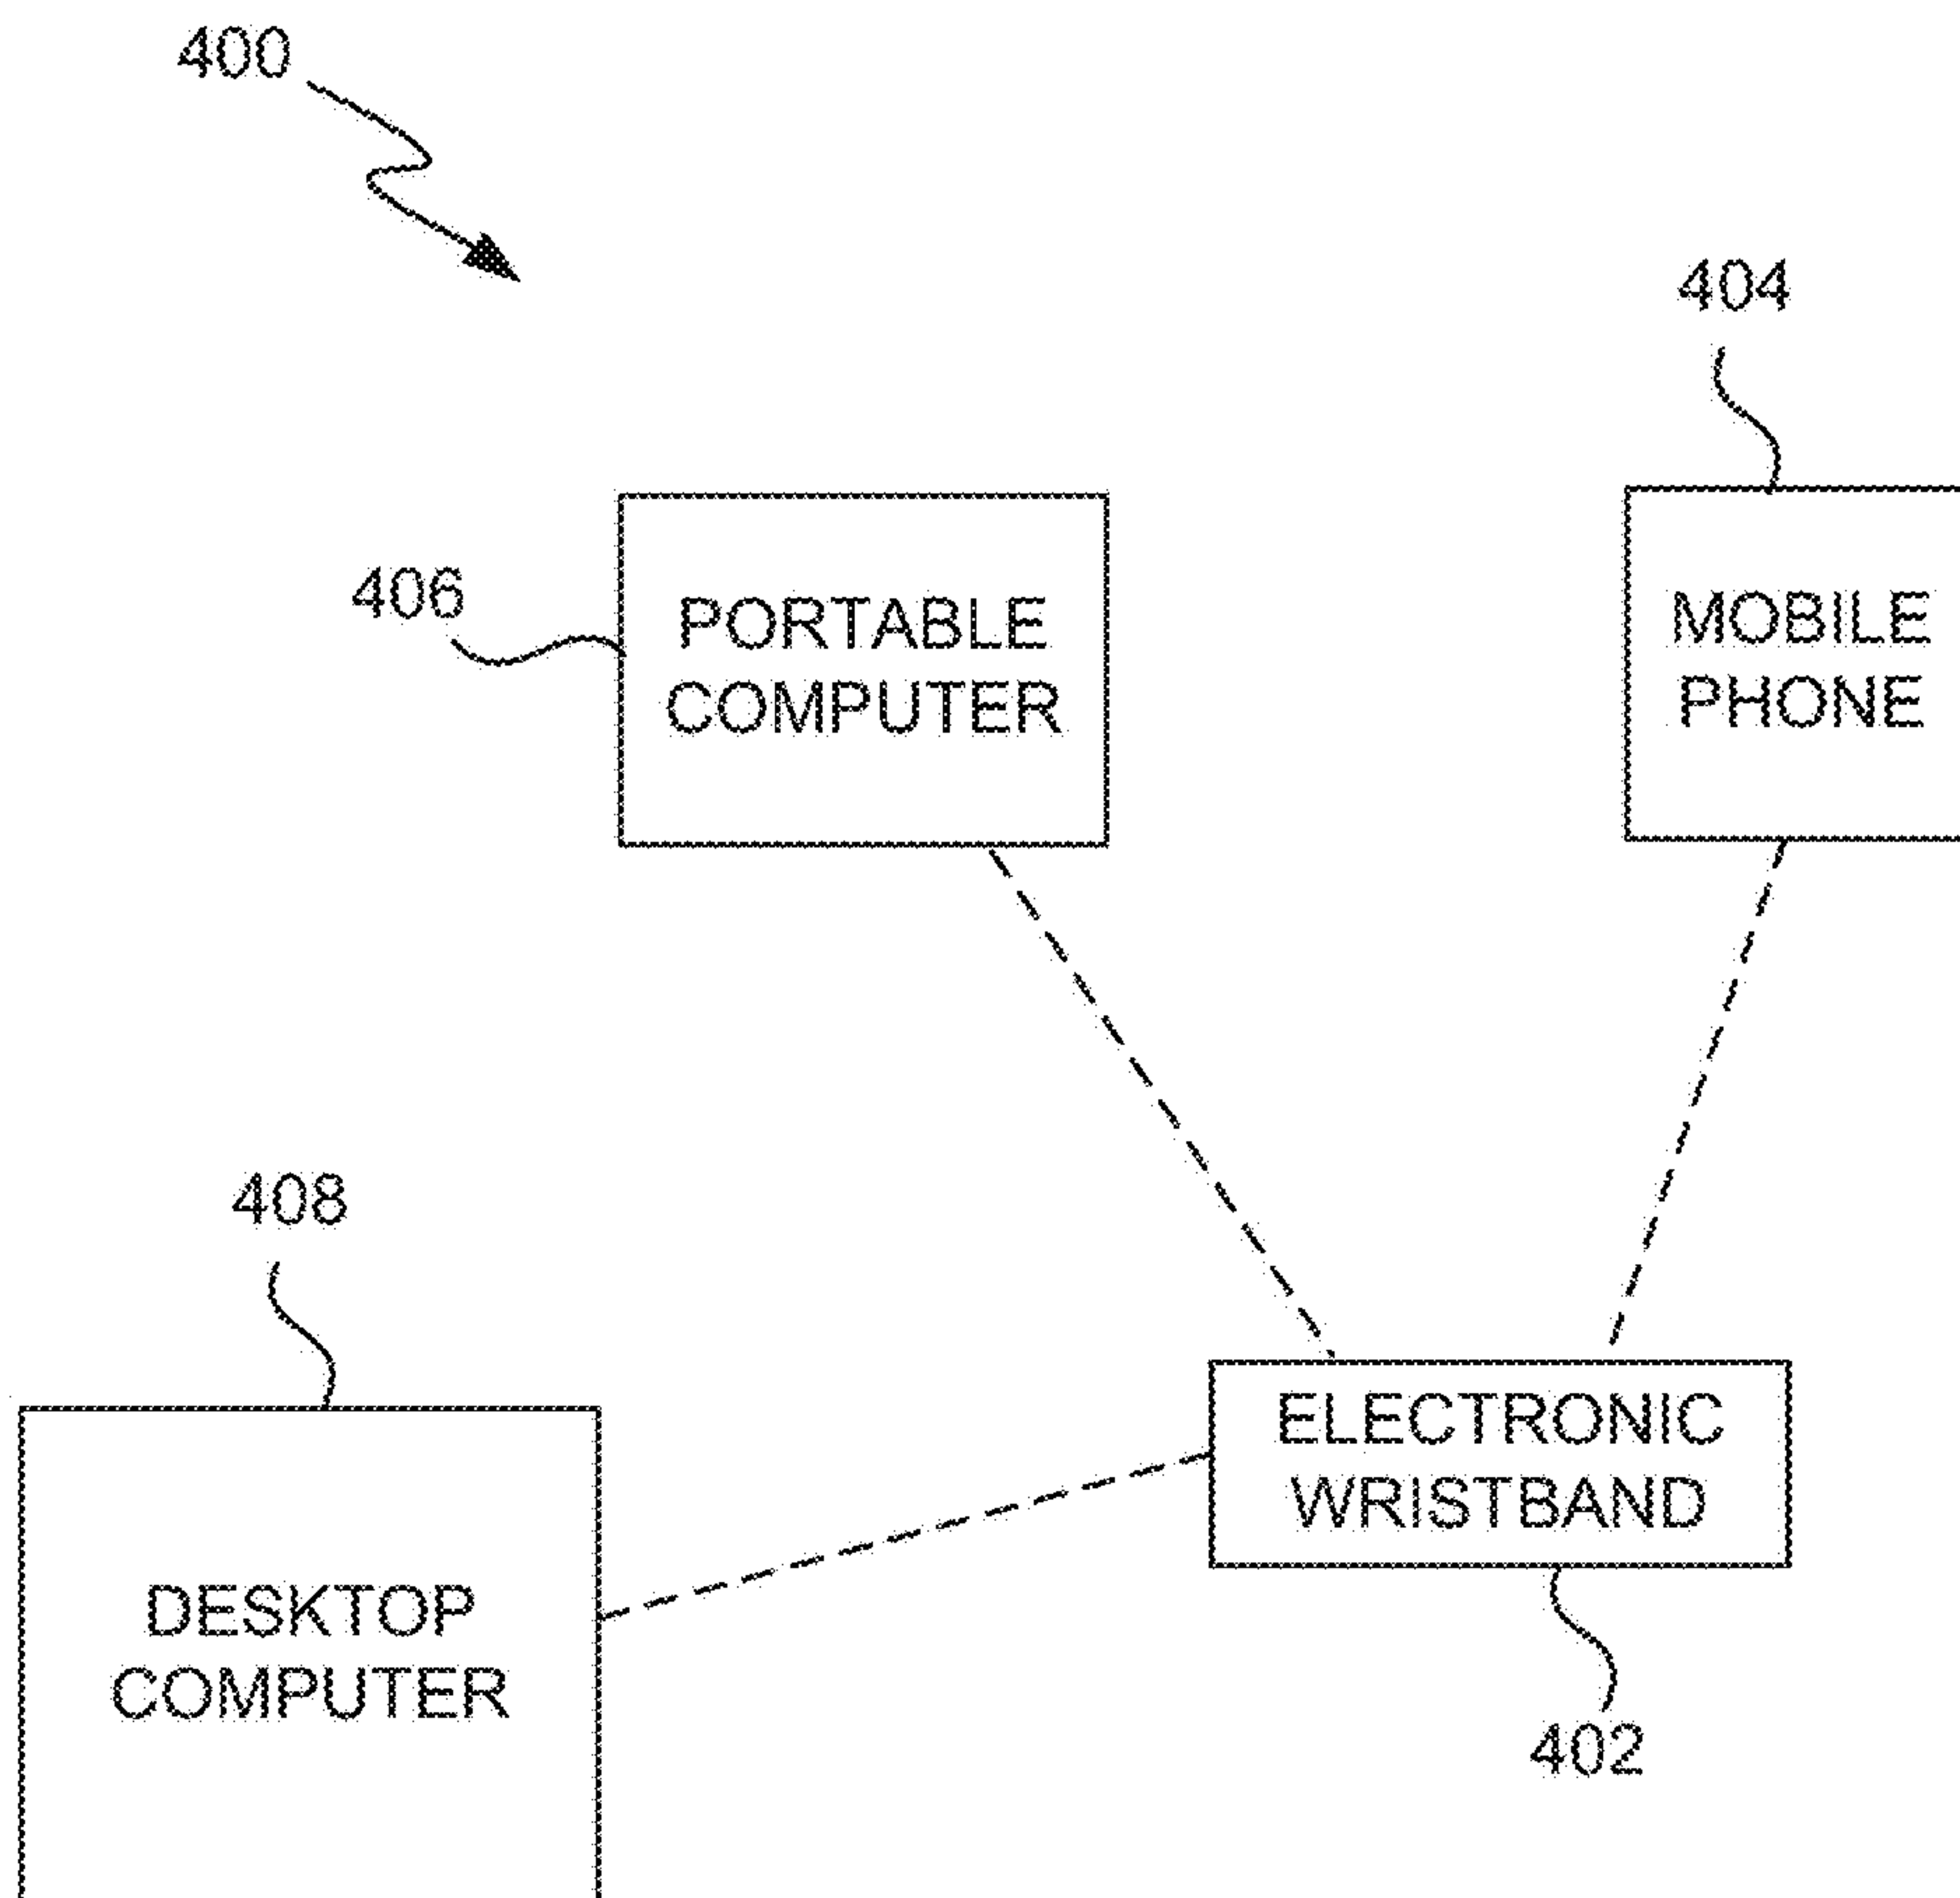 400
404
406
PORTABLE
COMPUTER
MOBILE
PHONE
408
ELECTRONIC
WRISTBAND
DESKTOP
COMPUTER
402